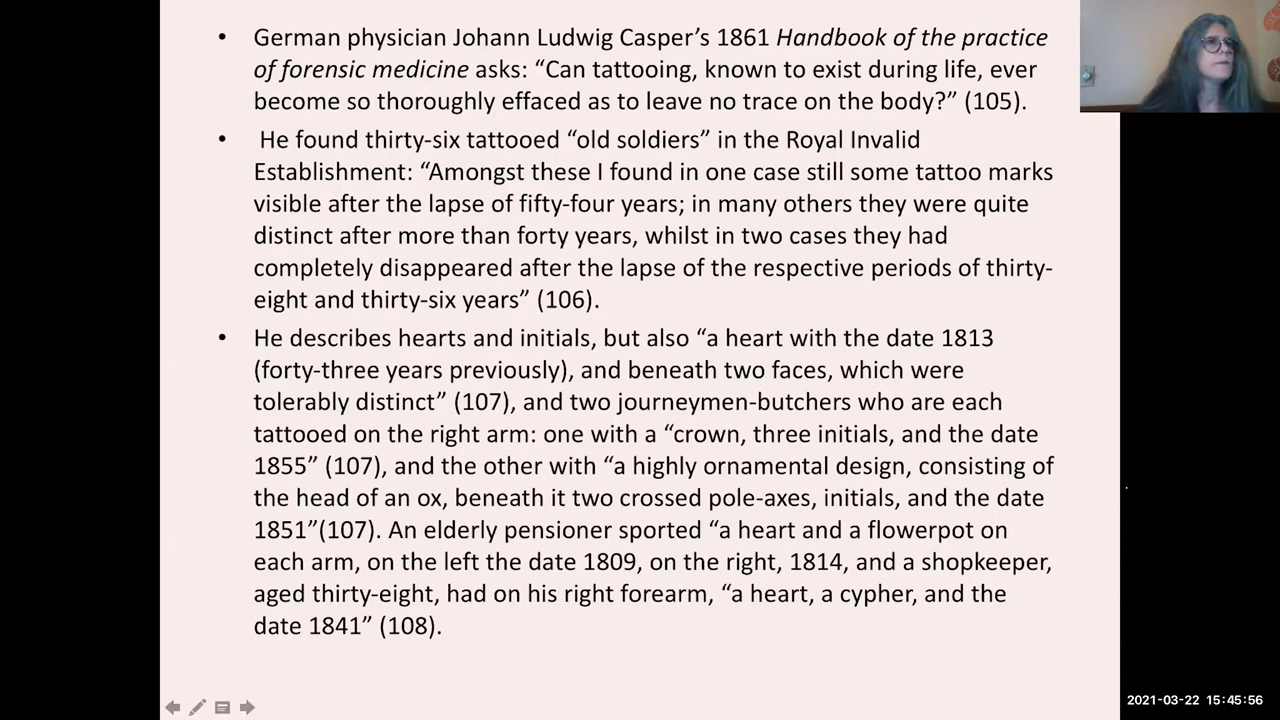 • German physician Johann Ludwig Casper’s 1861 Handbook of the practice
of forensic medicine asks: “Can tattooing, known to exist during life, ever
become so thoroughly effaced as to leave no trace on the body?” (105).
• He found thirty-six tattooed “old soldiers” in the Royal Invalid
Establishment: “Amongst these I found in one case still some tattoo marks
visible after the lapse of fifty-four years; in many others they were quite
distinct after more than forty years, whilst in two cases they had
completely disappeared after the lapse of the respective periods of thirty-
eight and thirty-six years” (106).
• He describes hearts and initials, but also “a heart with the date 1813
(forty-three years previously), and beneath two faces, which were
tolerably distinct” (107), and two journeymen-butchers who are each
tattooed on the right arm: one with a “crown, three initials, and the date
1855” (107), and the other with “a highly ornamental design, consisting of
the head of an ox, beneath it two crossed pole-axes, initials, and the date
1851”(107). An elderly pensioner sported “a heart and a flowerpot on
each arm, on the left the date 1809, on the right, 1814, and a shopkeeper,
aged thirty-eight, had on his right forearm, “a heart, a cypher, and the
date 1841” (108).
2021-03-22 15:45:56